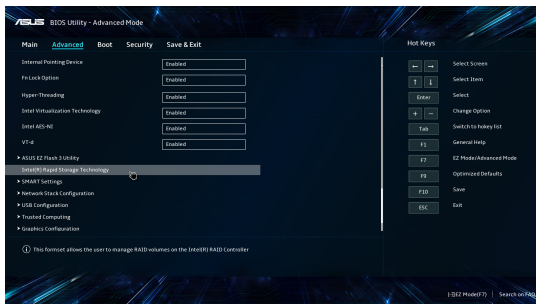 ASUS BIOS Utility - Advanced Mode
Main Advanced Boot Security Save & Exit
Hot Keys
Internal Pointing Device Enabled
Fn Lock Option Enabled
Hyper-Threading Enabled
Intel Virtualization Technology Enabled
Intel AES-NI Enabled
VT-d Enabled
> ASUS EZ Flash 3 Utility
Intel(R) Rapid Storage Technology
> SMART Settings
> Network Stack Configuration
> USB Configuration
> Trusted Computing
> Graphics Configuration
This formset allows the user to manage RAID volumes on the Intel(R) RAID Controller
← → Select Screen
↑ ↓ Select Item
Enter Select
+ − Change Option
Tab Switch to hokey list
F1 General Help
F7 EZ Mode/Advanced Mode
F9 Optimized Defaults
F10 Save
ESC Exit
EZ Mode(F7) | Search on FAQ